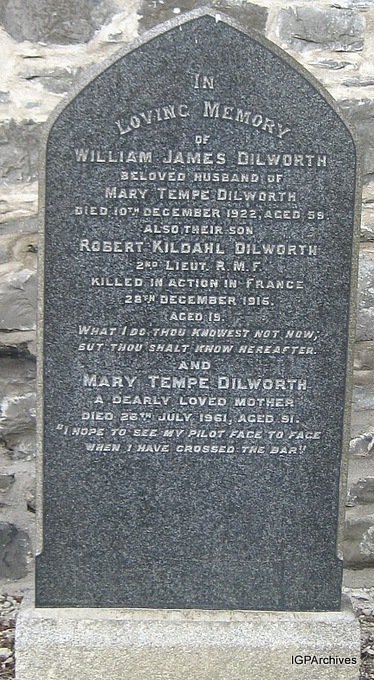 IN
LOVING MEMORY
OF
WILLIAM JAMES DILWORTH
BELOVED HUSBAND OF
MARY TEMPE DILWORTH
DIED 10TH DECEMBER 1922, AGED 59.
ALSO THEIR SON
ROBERT KILDAHL DILWORTH
2ND LIEUT. R.M.F.
KILLED IN ACTION IN FRANCE
28TH DECEMBER 1916.
AGED 19.
WHAT I DO, THOU KNOWEST NOT NOW,
BUT THOU SHALT KNOW HEREAFTER.
AND
MARY TEMPE DILWORTH
A DEARLY LOVED MOTHER
DIED 26TH JULY 1961, AGED 91.
"I HOPE TO SEE MY PILOT FACE TO FACE
WHEN I HAVE CROSSED THE BAR"
IGPArchives